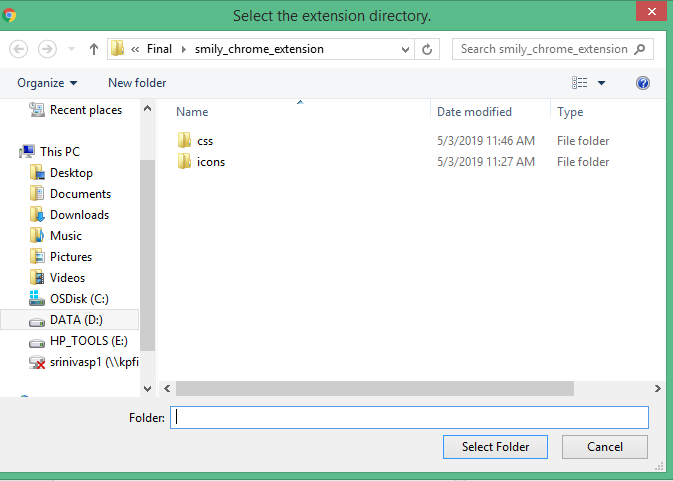 Select the extension directory.
Final
smily_chrome_extension
Search smily_chrome_extension
Organize
New folder
Recent places
This PC
Desktop
Documents
Downloads
Music
Pictures
Videos
OSDisk (C:)
DATA (D:)
HP_TOOLS (E:)
srinivasp1 (\\kpfi
Name Date modified Type
css 5/3/2019 11:46 AM File folder
icons 5/3/2019 11:27 AM File folder
Folder:
Select Folder
Cancel